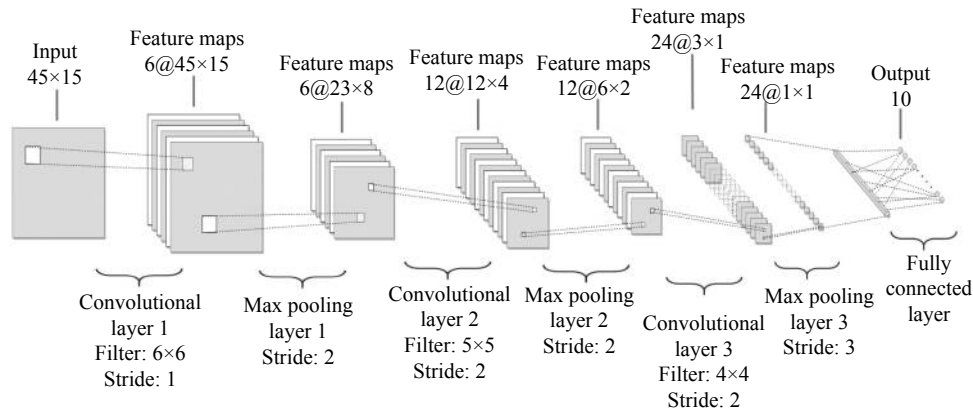 Input
45×15
Feature maps
6@45×15
Feature maps
6@23×8
Feature maps
12@12×4
Feature maps
12@6×2
Feature maps
24@3×1
Feature maps
24@1×1
Output
10
Convolutional
layer 1
Filter: 6×6
Stride: 1
Max pooling
layer 1
Stride: 2
Convolutional
layer 2
Filter: 5×5
Stride: 2
Max pooling
layer 2
Stride: 2
Convolutional
layer 3
Filter: 4×4
Stride: 2
Max pooling
layer 3
Stride: 3
Fully
connected
layer